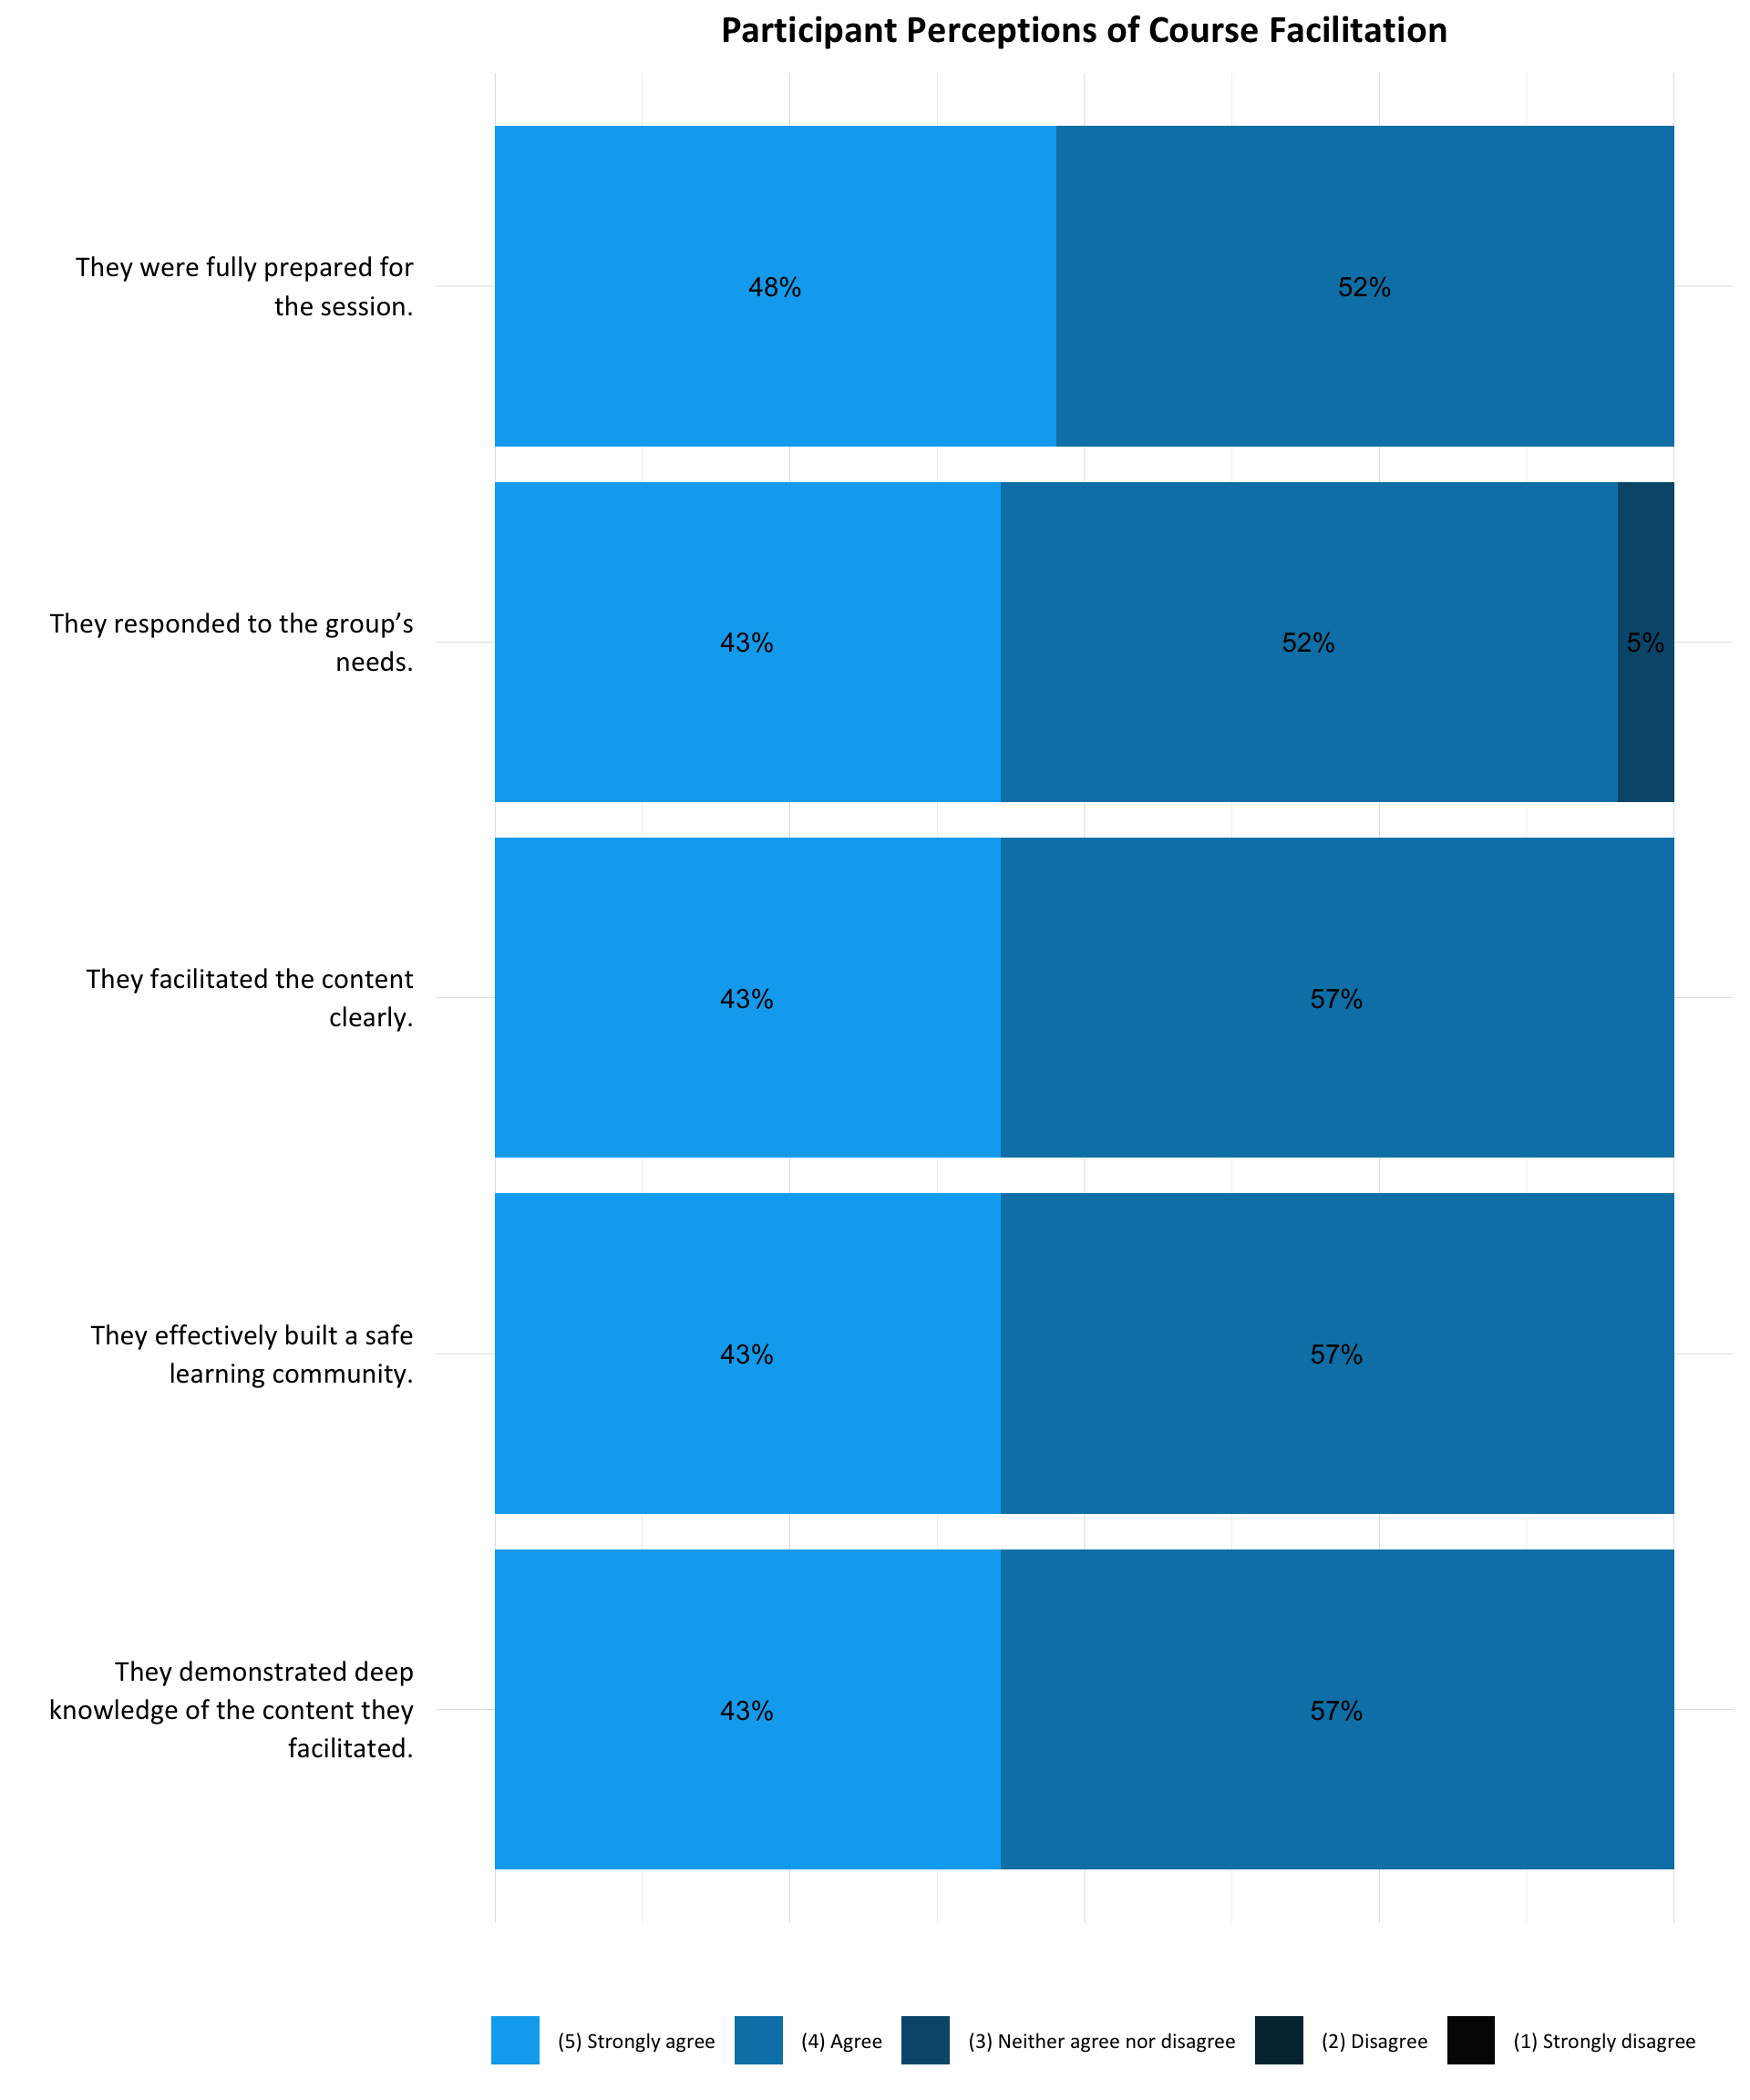 Participant Perceptions of Course Facilitation
They were fully prepared for
the session.
48%
52%
They responded to the group’s
needs.
43%
52%
5%
They facilitated the content
clearly.
43%
57%
They effectively built a safe
learning community.
43%
57%
They demonstrated deep
knowledge of the content they
facilitated.
43%
57%
(5) Strongly agree
(4) Agree
(3) Neither agree nor disagree
(2) Disagree
(1) Strongly disagree